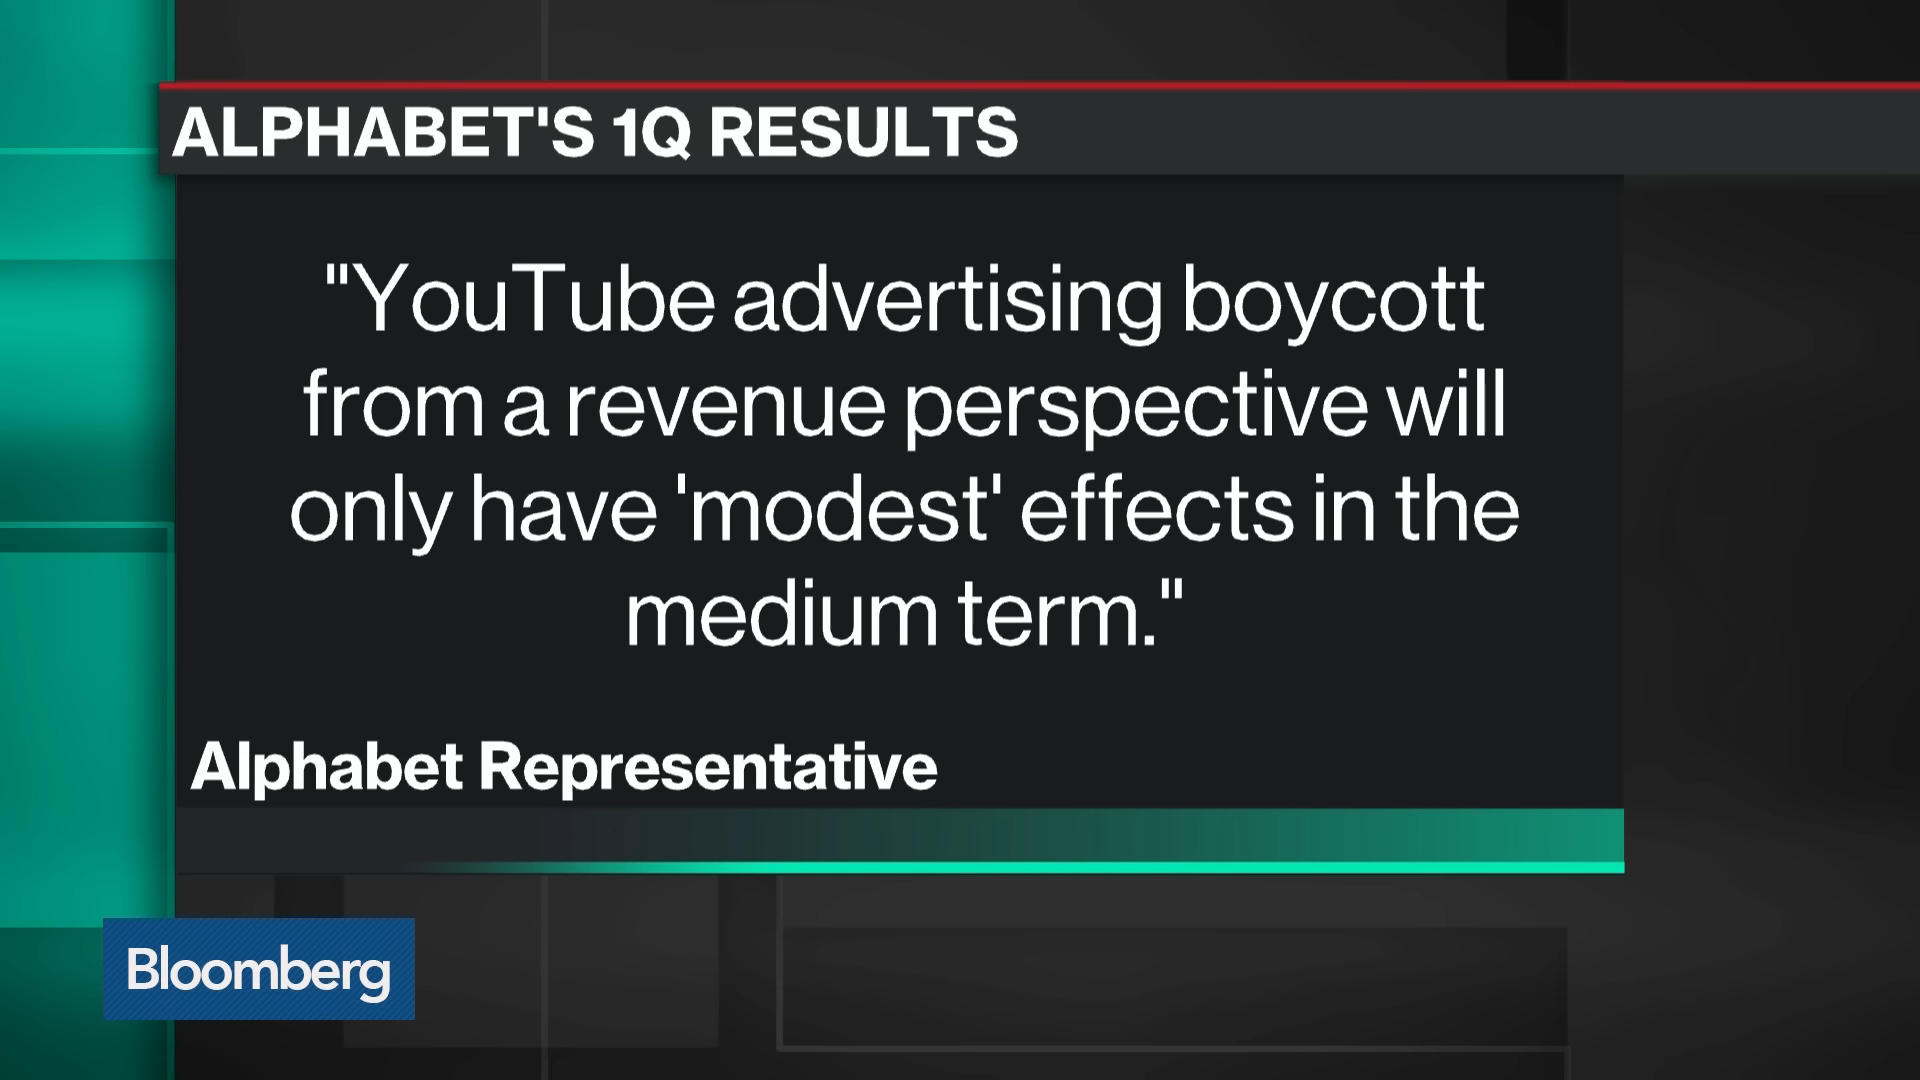 ALPHABET'S 1Q RESULTS
"YouTube advertising boycott
from a revenue perspective will
only have 'modest' effects in the
medium term."
Alphabet Representative
Bloomberg